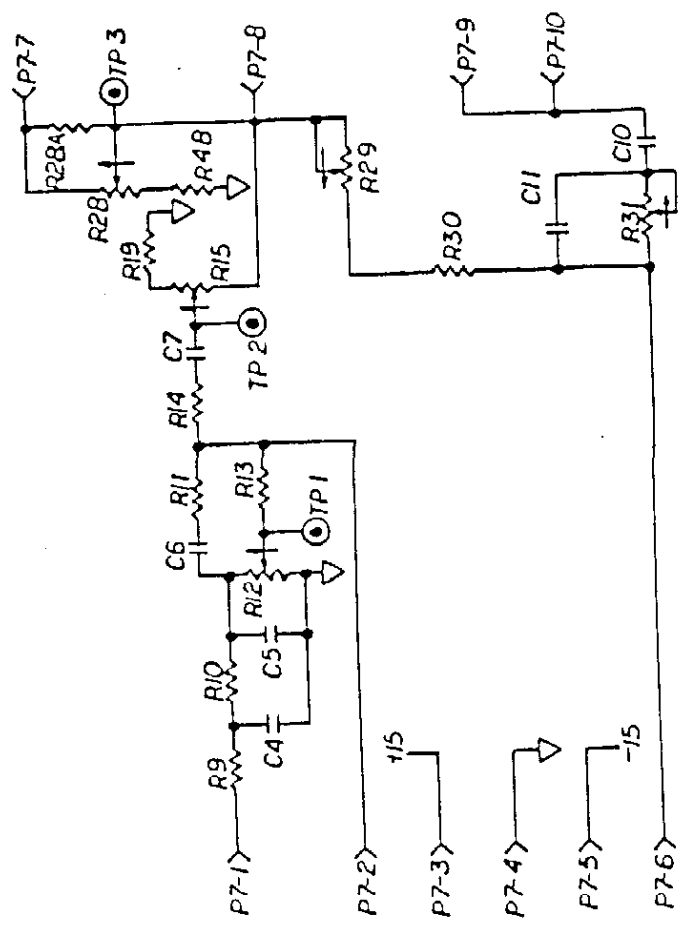 P7-7
TP3
P7-8
P7-9
P7-10
R28A
R28
R48
R19
R15
R29
C10
C11
R31
R30
C7
TP2
R14
R11
R13
C6
TP1
R12
R10
C5
R9
C4
+15
-15
P7-1
P7-2
P7-3
P7-4
P7-5
P7-6